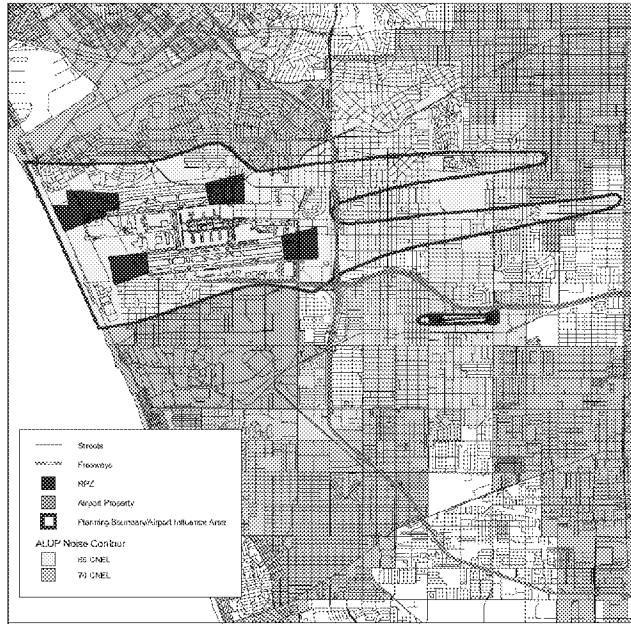 Streets
Freeways
RPZ
Airport Property
Planning Boundary/Airport Influence Area
ALUP Noise Contour
65 CNEL
70 CNEL